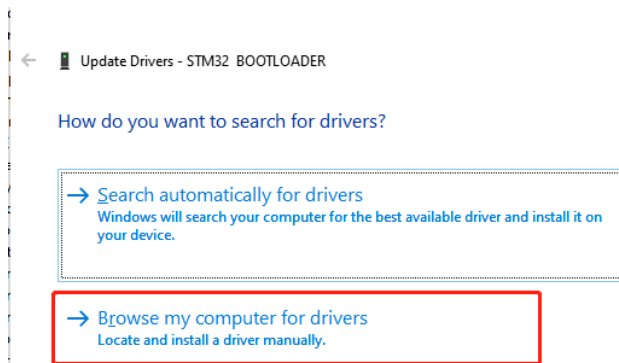 Update Drivers - STM32 BOOTLOADER
How do you want to search for drivers?
Search automatically for drivers
Windows will search your computer for the best available driver and install it on
your device.
Browse my computer for drivers
Locate and install a driver manually.